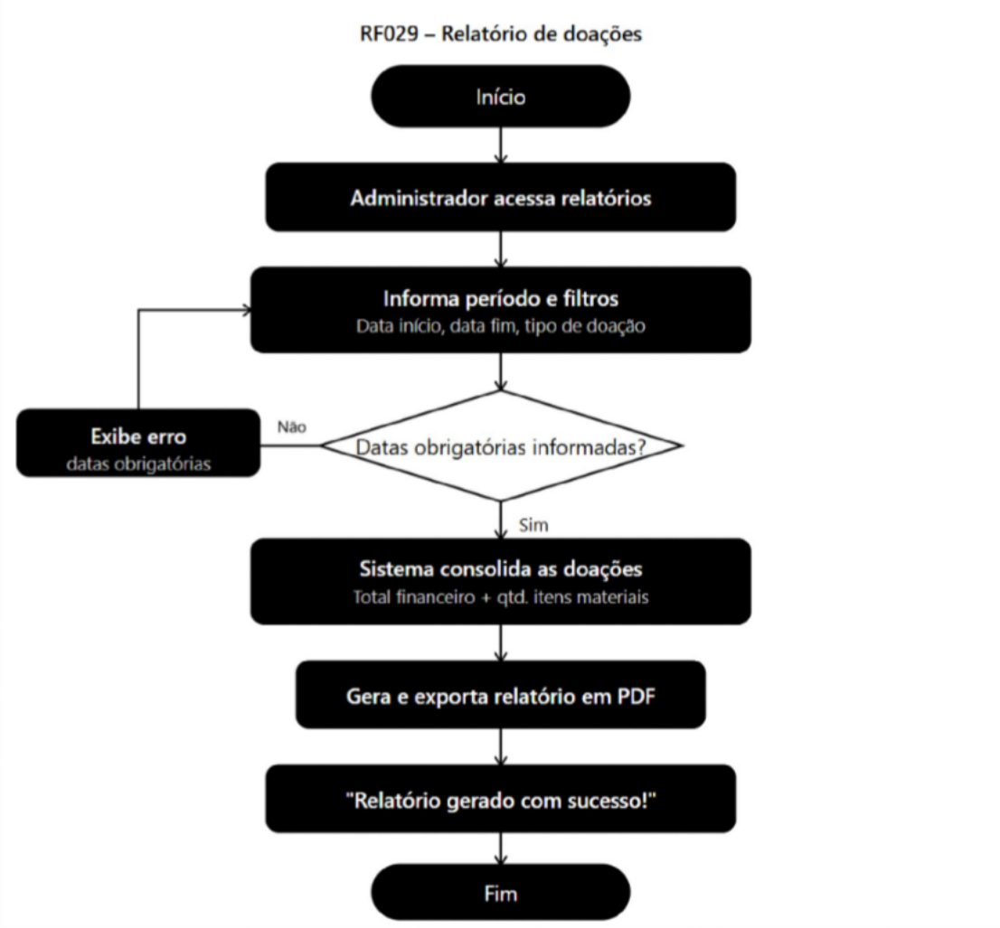 RF029 – Relatório de doações
Início
Administrador acessa relatórios
Informa período e filtros
Data início, data fim, tipo de doação
Não
Exibe erro
datas obrigatórias
Datas obrigatórias informadas?
Sim
Sistema consolida as doações
Total financeiro + qtd. itens materiais
Gera e exporta relatório em PDF
"Relatório gerado com sucesso!"
Fim